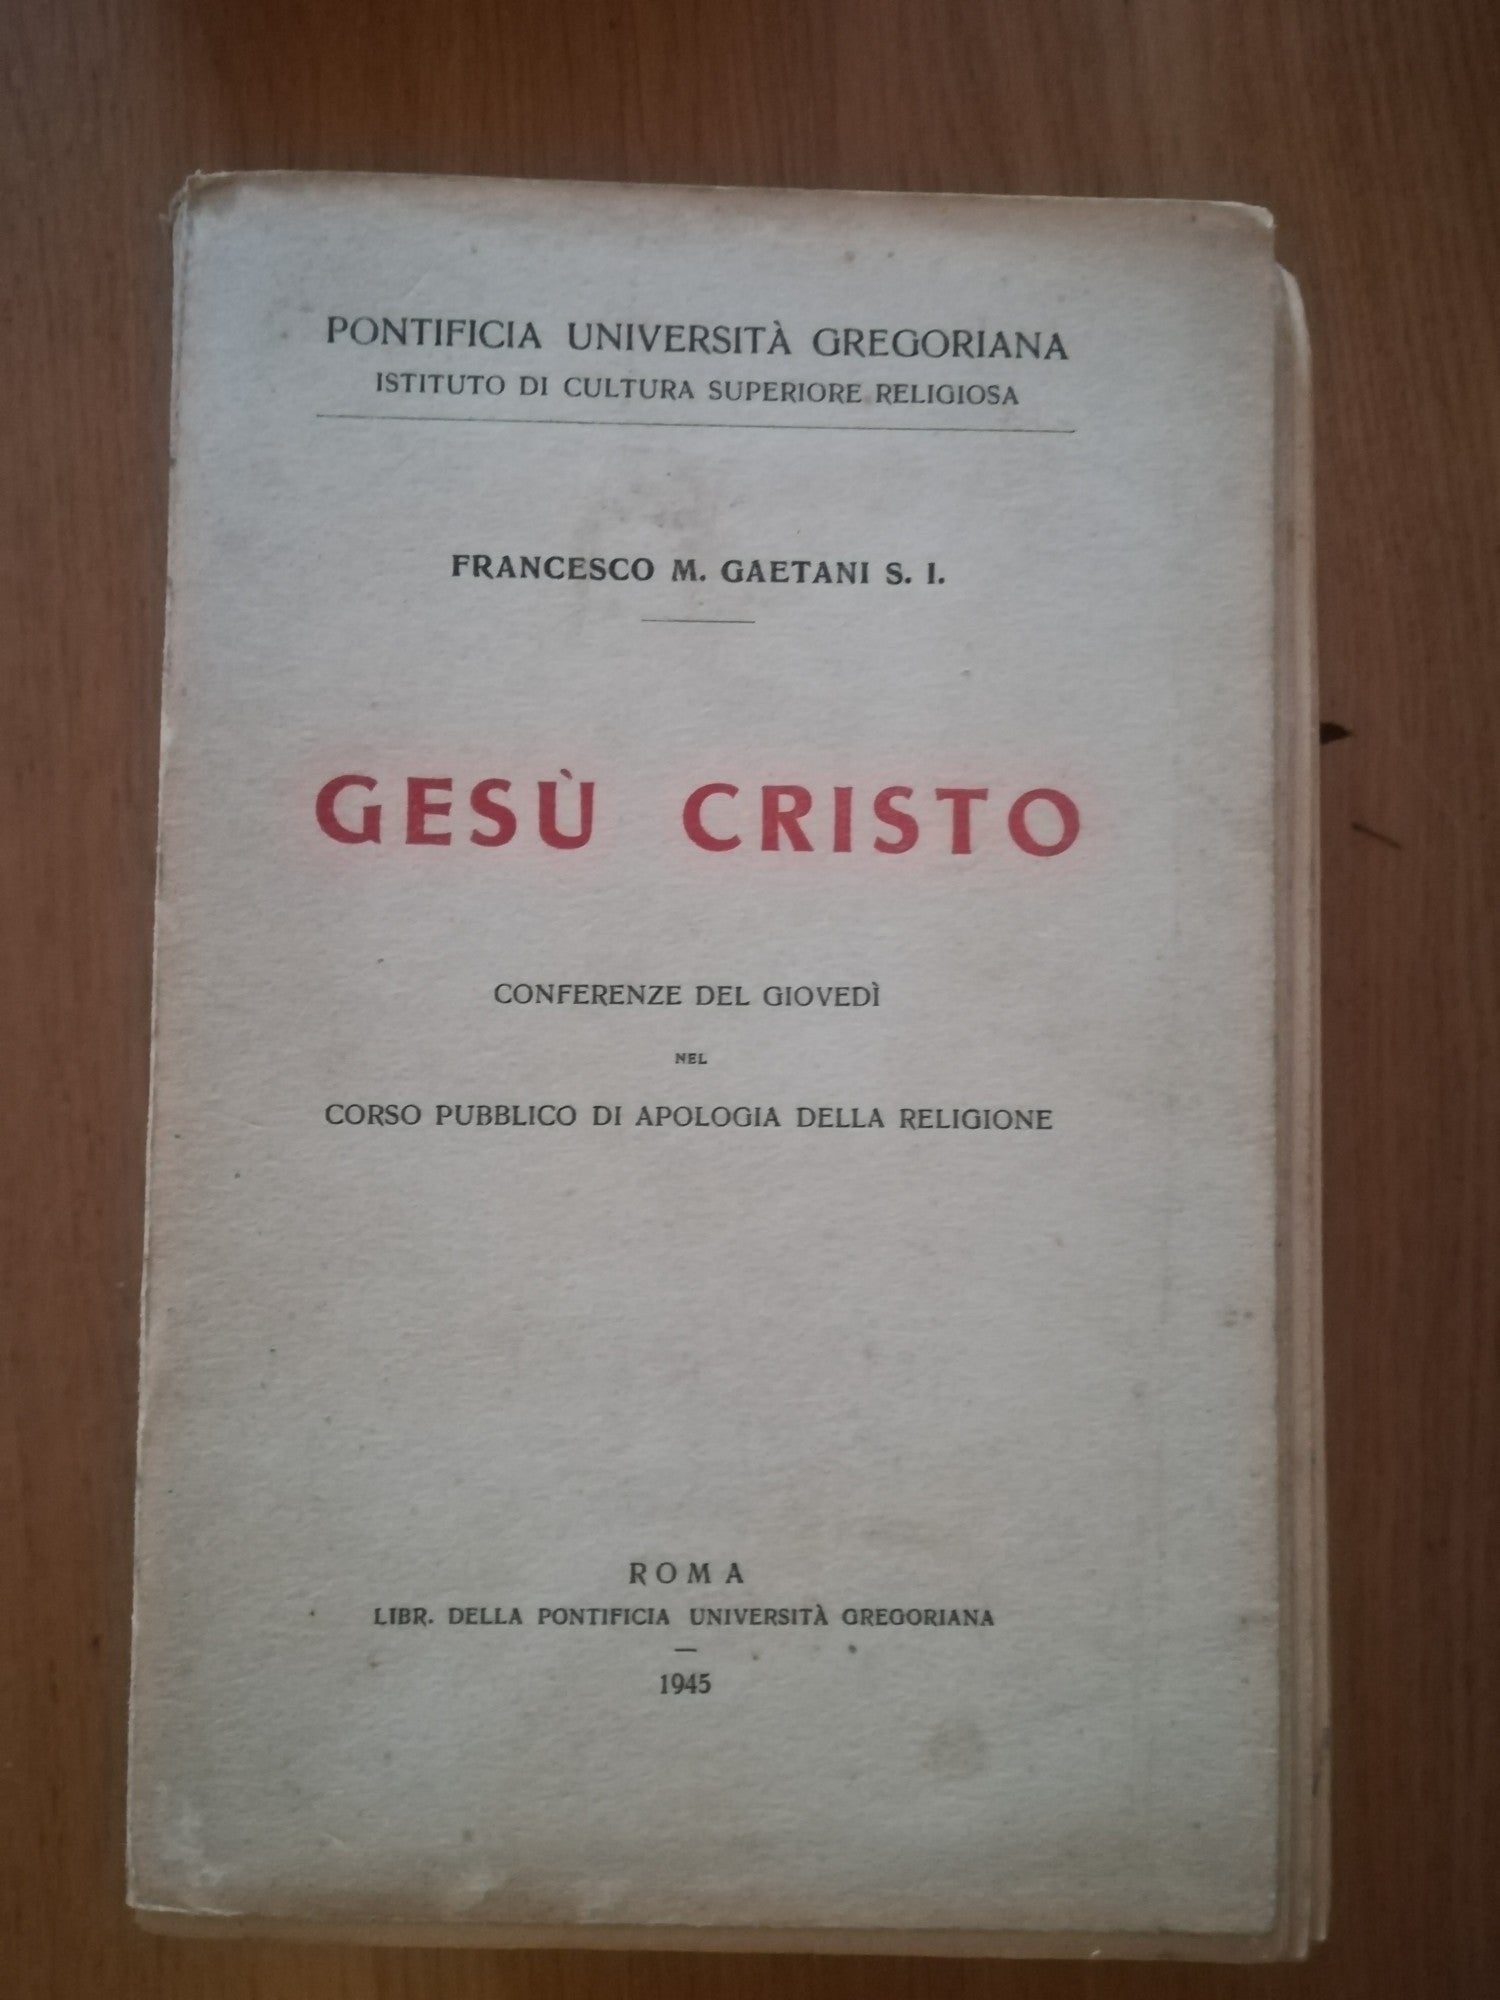 PONTIFICIA UNIVERSITÀ GREGORIANA
ISTITUTO DI CULTURA SUPERIORE RELIGIOSA
FRANCESCO M. GAETANI S. I.
GESÙ CRISTO
CONFERENZE DEL GIOVEDÌ
NEL
CORSO PUBBLICO DI APOLOGIA DELLA RELIGIONE
ROMA
LIBR. DELLA PONTIFICIA UNIVERSITÀ GREGORIANA
—
1945